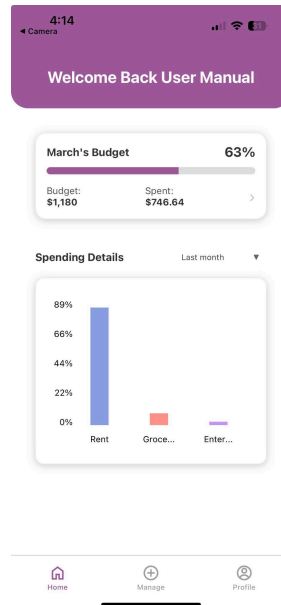 4:14
◀ Camera
Welcome Back User Manual
March's Budget 63%
Budget: Spent:
$1,180 $746.64
Spending Details Last month ▼
89%
66%
44%
22%
0%
Rent Groce... Enter...
Home Manage Profile